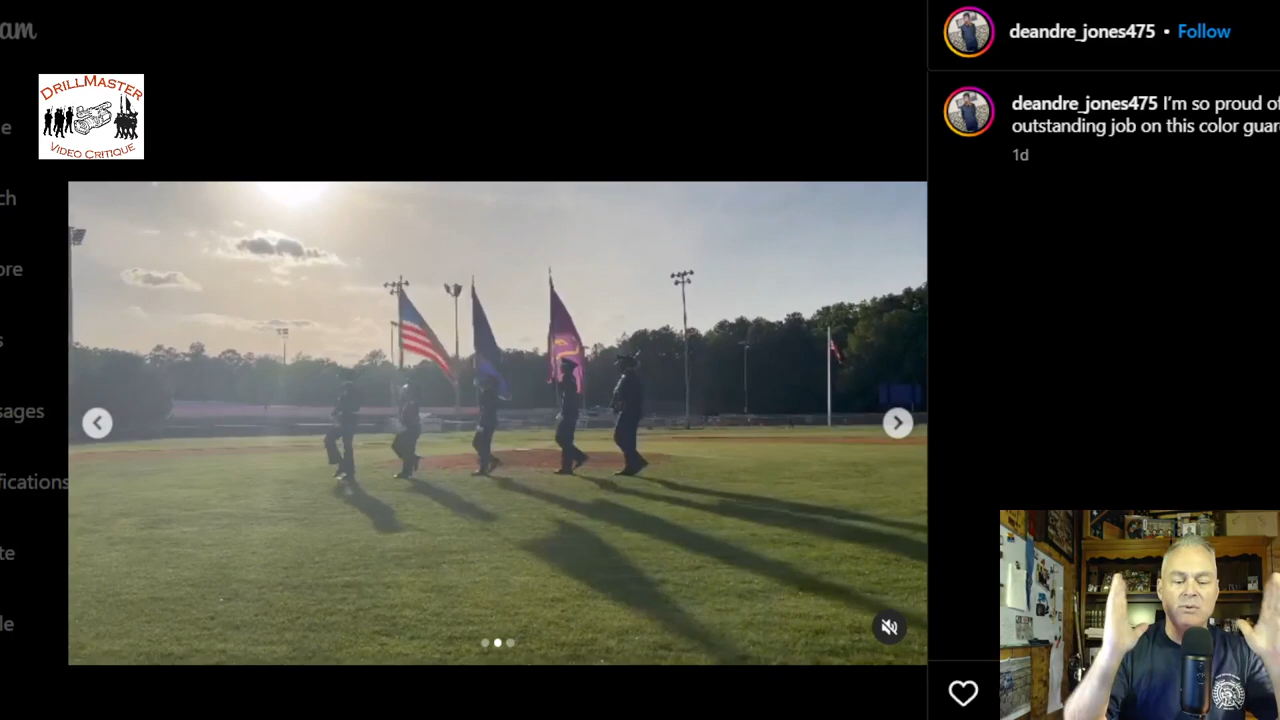 am
DRILLMASTER
VIDEO CRITIQUE
e
ch
ore
s
sages
fications
te
le
deandre_jones475 • Follow
deandre_jones475 I'm so proud of
outstanding job on this color guar
1d